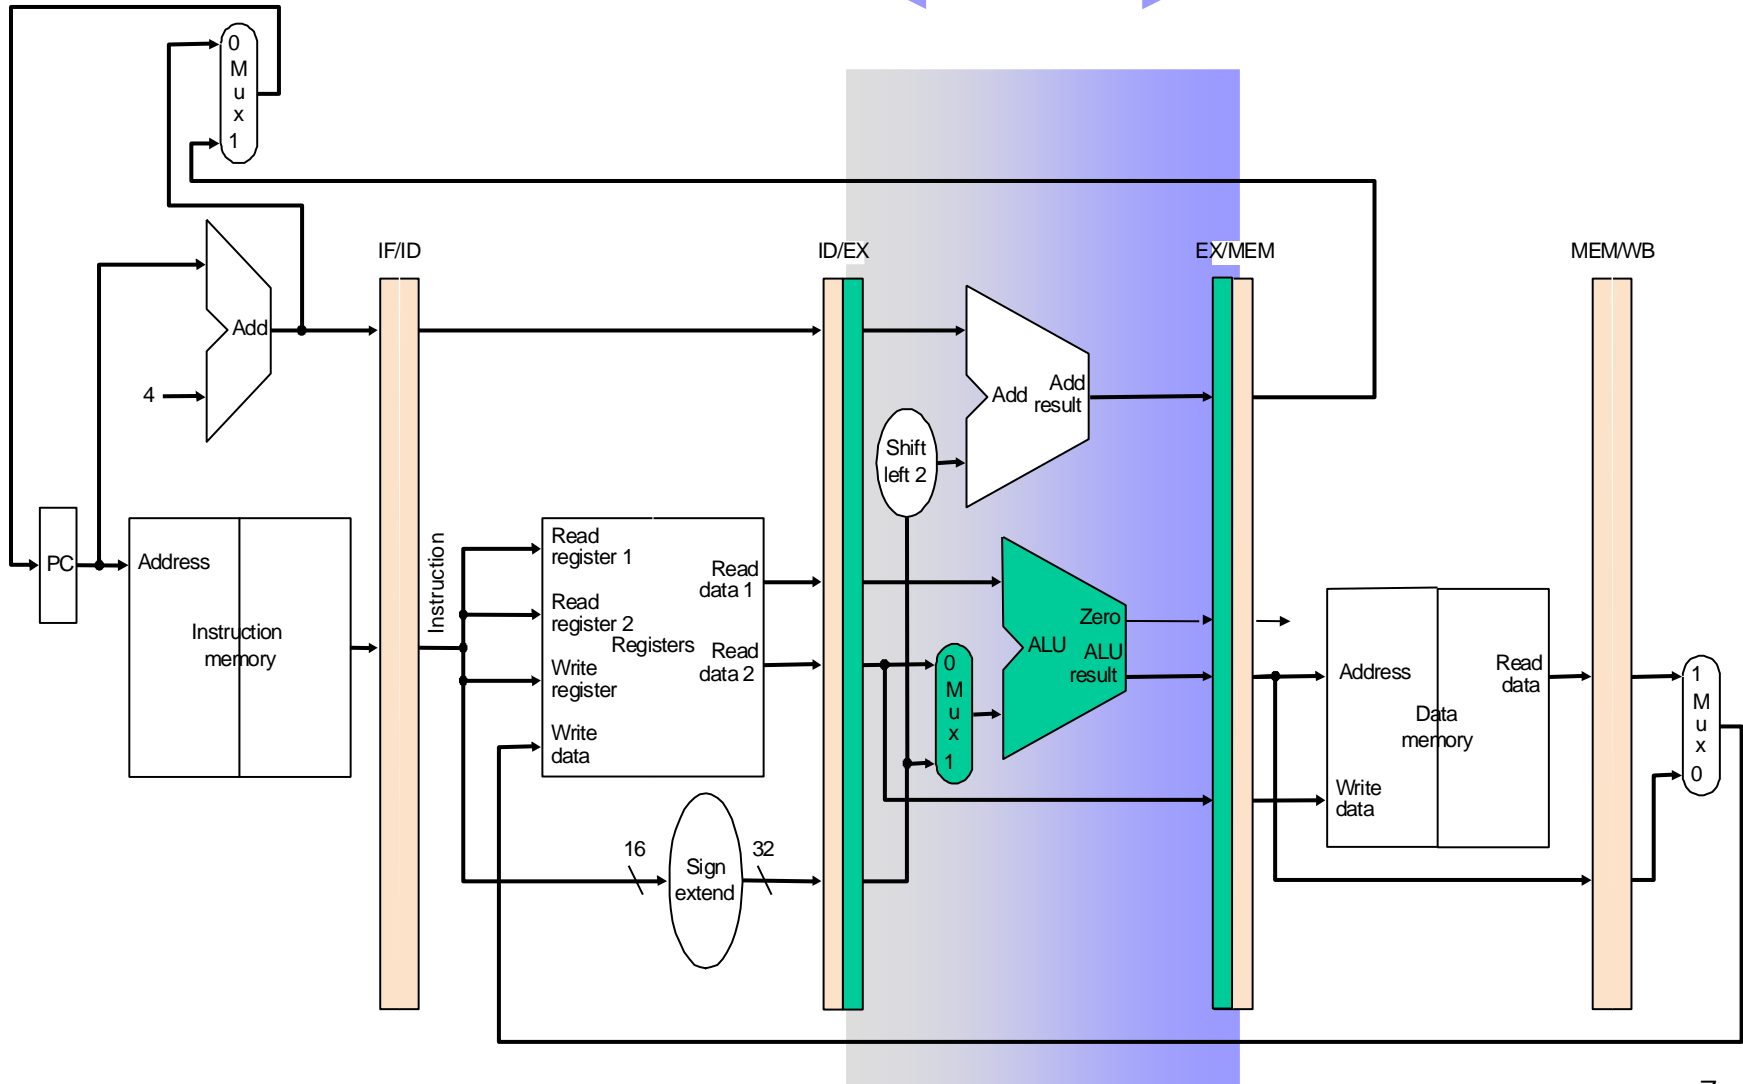 0
M
u
x
1
IF/ID
ID/EX
EX/MEM
MEM/WB
Add
4
Add
Add
result
Shift
left 2
PC
Address
Instruction
memory
Instruction
Read
register 1
Read
register 2
Write
register
Write
data
Registers
Read
data 1
Read
data 2
0
M
u
x
1
Zero
ALU
ALU
result
Address
Write
data
Data
memory
Read
data
1
M
u
x
0
16
Sign
extend
32